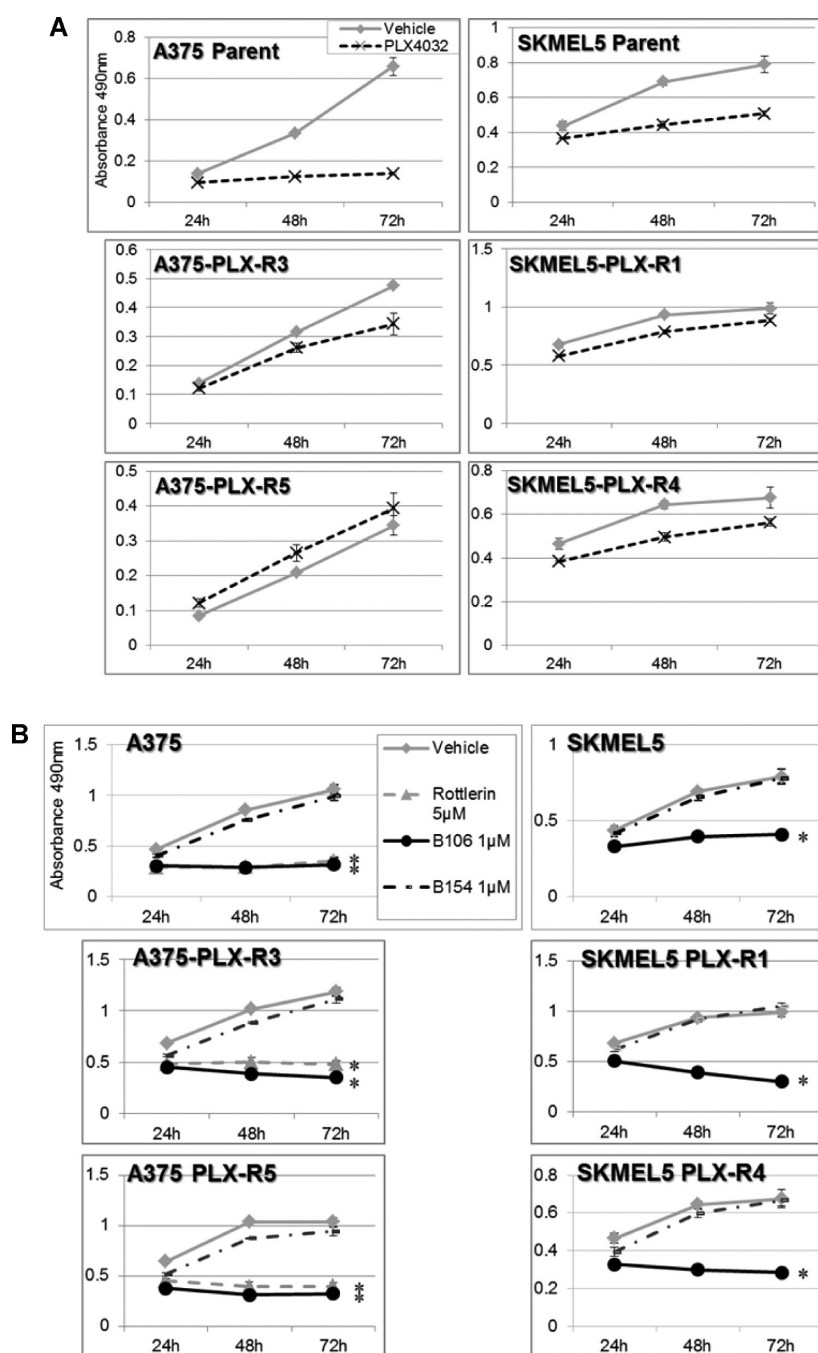 A
A375 Parent
Vehicle
PLX4032
Absorbance 490nm
0.8
0.6
0.4
0.2
0
24h 48h 72h
SKMEL5 Parent
1
0.8
0.6
0.4
0.2
0
24h 48h 72h
A375-PLX-R3
0.6
0.5
0.4
0.3
0.2
0.1
0
24h 48h 72h
SKMEL5-PLX-R1
1.5
1
0.5
0
24h 48h 72h
A375-PLX-R5
0.5
0.4
0.3
0.2
0.1
0
24h 48h 72h
SKMEL5-PLX-R4
0.8
0.6
0.4
0.2
0
24h 48h 72h
B
A375
Absorbance 490nm
1.5
1
0.5
0
24h 48h 72h
*
*
Vehicle
Rottlerin
5µM
B106 1µM
B154 1µM
SKMEL5
1
0.5
0
24h 48h 72h
*
A375-PLX-R3
1.5
1
0.5
0
24h 48h 72h
*
*
SKMEL5 PLX-R1
1.5
1
0.5
0
24h 48h 72h
*
A375 PLX-R5
1.5
1
0.5
0
24h 48h 72h
*
*
SKMEL5 PLX-R4
0.8
0.6
0.4
0.2
0
24h 48h 72h
*